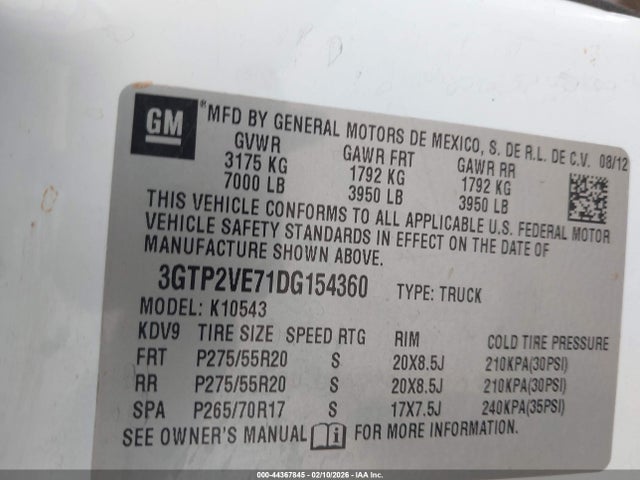 GM ® MFD BY GENERAL MOTORS DE MEXICO, S. DE R.L. DE C.V. 08/12
GVWR GAWR FRT GAWR RR
3175 KG 1792 KG 1792 KG
7000 LB 3950 LB 3950 LB
THIS VEHICLE CONFORMS TO ALL APPLICABLE U.S. FEDERAL MOTOR
VEHICLE SAFETY STANDARDS IN EFFECT ON THE DATE OF
MANUFACTURE SHOWN ABOVE.
3GTP2VE71DG154360 TYPE: TRUCK
MODEL: K10543
KDV9 TIRE SIZE SPEED RTG RIM COLD TIRE PRESSURE
FRT P275/55R20 S 20X8.5J 210KPA(30PSI)
RR P275/55R20 S 20X8.5J 210KPA(30PSI)
SPA P265/70R17 S 17X7.5J 240KPA(35PSI)
SEE OWNER'S MANUAL i FOR MORE INFORMATION.
000-44367845 - 02/10/2026 - IAA Inc.